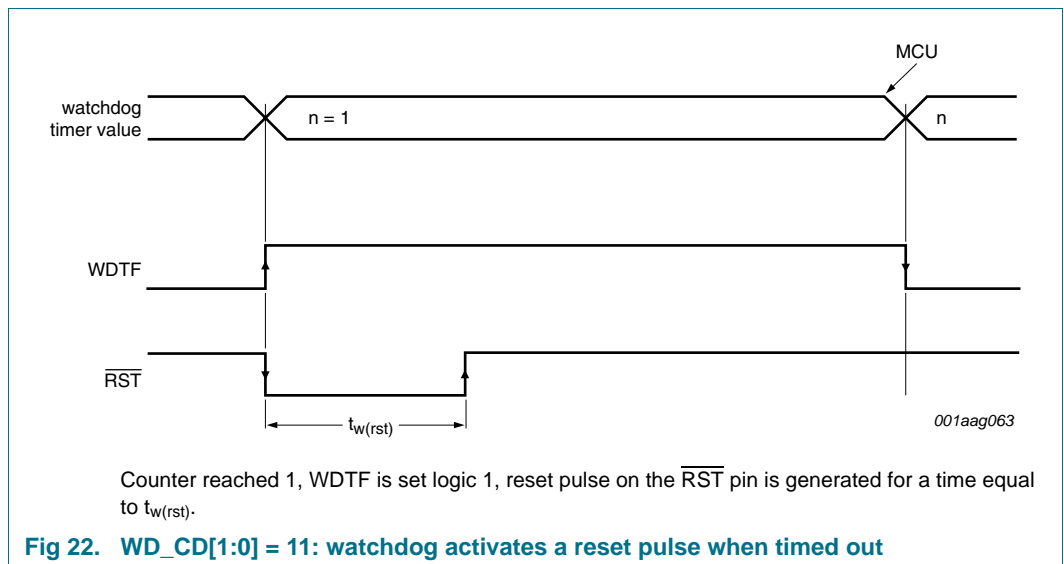 MCU
watchdog
timer value
n = 1
n
WDTF
RST
tw(rst)
001aag063
Counter reached 1, WDTF is set logic 1, reset pulse on the RST pin is generated for a time equal
to tw(rst).
Fig 22. WD_CD[1:0] = 11: watchdog activates a reset pulse when timed out